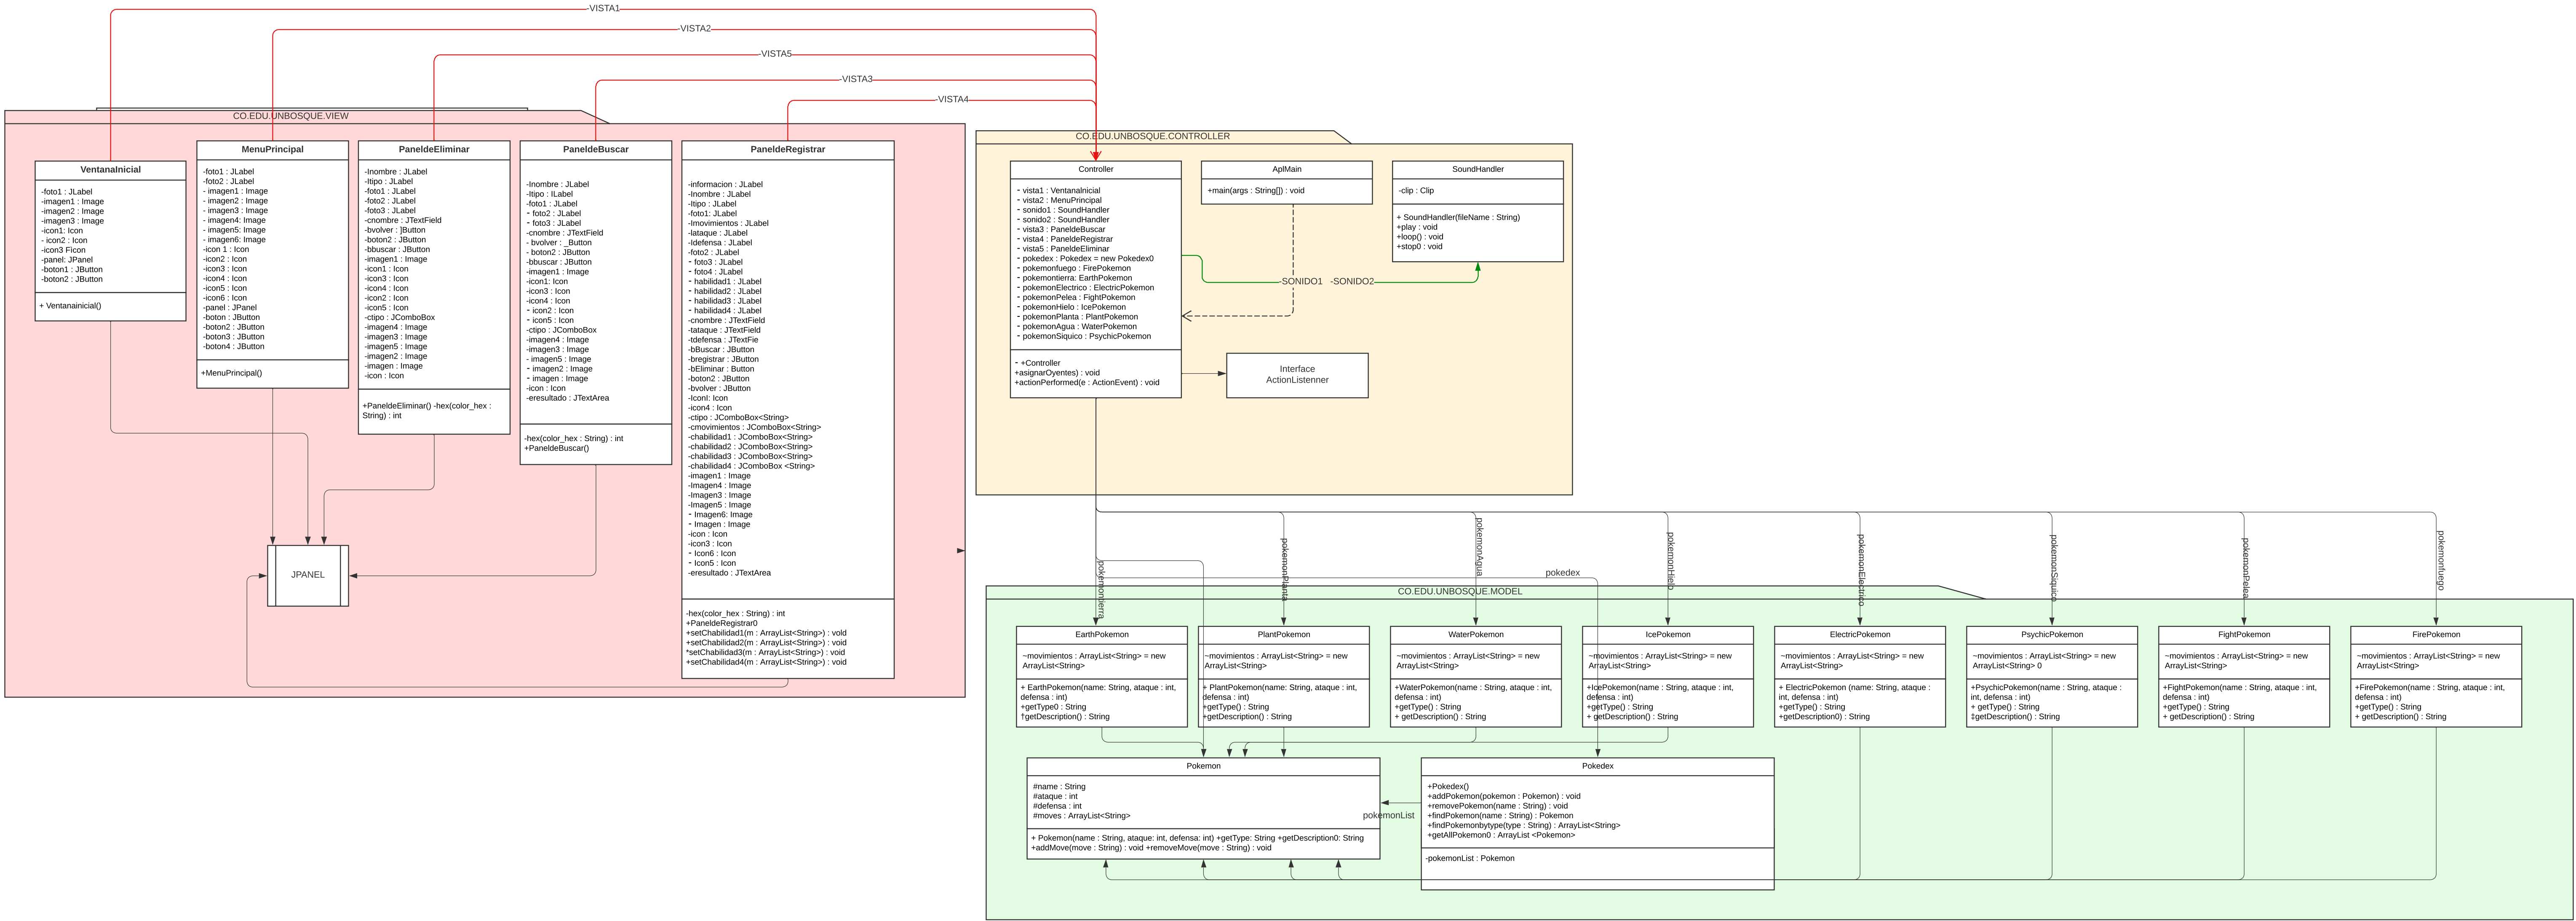 -VISTA1
-VISTA2
-VISTA5
-VISTA3
-VISTA4
CO.EDU.UNBOSQUE.VIEW
VentanaInicial
-foto1 : JLabel
-imagen1 : Image
-imagen2 : Image
-imagen3 : Image
-icon1: Icon
- icon2 : Icon
-icon3 Ficon
-panel: JPanel
-boton1 : JButton
-boton2 : JButton
+ Ventanainicial()
MenuPrincipal
-foto1 : JLabel
-foto2 : JLabel
- imagen1 : Image
- imagen2 : Image
- imagen3 : Image
- imagen4: Image
- imagen5: Image
- imagen6: Image
-icon 1 : Icon
-icon2 : Icon
-icon3 : Icon
-icon4 : Icon
-icon5 : Icon
-icon6 : Icon
-panel : JPanel
-boton : JButton
-boton2 : JButton
-boton3 : JButton
-boton4 : JButton
+MenuPrincipal()
PaneldeEliminar
-Inombre : JLabel
-Itipo : JLabel
-foto1 : JLabel
-foto2 : JLabel
-foto3 : JLabel
-cnombre : JTextField
-bvolver : ]Button
-boton2 : JButton
-bbuscar : JButton
-imagen1 : Image
-icon1 : Icon
-icon3 : Icon
-icon4 : Icon
-icon2 : Icon
-icon5 : Icon
-ctipo : JComboBox
-imagen4 : Image
-imagen3 : Image
-imagen5 : Image
-imagen2 : Image
-imagen : Image
-icon : Icon
+PaneldeEliminar() -hex(color_hex :
String) : int
PaneldeBuscar
-Inombre : JLabel
-Itipo : ILabel
-foto1 : JLabel
- foto2 : JLabel
- foto3 : JLabel
-cnombre : JTextField
- bvolver : _Button
- boton2 : JButton
-bbuscar : JButton
-imagen1 : Image
-icon1: Icon
-icon3 : Icon
-icon4 : Icon
- icon2 : Icon
- icon5 : Icon
-ctipo : JComboBox
-imagen4 : Image
-imagen3 : Image
- imagen5 : Image
- imagen2 : Image
- imagen : Image
-icon : Icon
-eresultado : JTextArea
-hex(color_hex : String) : int
+PaneldeBuscar()
PaneldeRegistrar
-informacion : JLabel
-Inombre : JLabel
-Itipo : JLabel
-foto1: JLabel
-Imovimientos : JLabel
-lataque : JLabel
-Idefensa : JLabel
-foto2 : JLabel
- foto3 : JLabel
- foto4 : JLabel
- habilidad1 : JLabel
- habilidad2 : JLabel
- habilidad3 : JLabel
- habilidad4 : JLabel
-cnombre : JTextField
-tataque : JTextField
-tdefensa : JTextFie
-bBuscar : JButton
-bregistrar : JButton
-bEliminar : Button
-boton2 : JButton
-bvolver : JButton
-IconI: Icon
-icon4 : Icon
-ctipo : JComboBox<String>
-cmovimientos : JComboBox<String>
-chabilidad1 : JComboBox<String>
-chabilidad2 : JComboBox<String>
-chabilidad3 : JComboBox<String>
-chabilidad4 : JComboBox <String>
-imagen1 : Image
-Imagen4 : Image
-Imagen3 : Image
-Imagen5 : Image
- Imagen6: Image
- Imagen : Image
-icon : Icon
-icon3 : Icon
- Icon6 : Icon
- Icon5 : Icon
-eresultado : JTextArea
-hex(color_hex : String) : int
+PaneldeRegistrar0
+setChabilidad1(m : ArrayList<String>) : vold
+setChabilidad2(m : ArrayList<String>) : void
*setChabilidad3(m : ArrayList<String>) : void
+setChabilidad4(m : ArrayList<String>) : void
JPANEL
CO.EDU.UNBOSQUE.CONTROLLER
Controller
- vista1 : VentanaInicial
- vista2 : MenuPrincipal
- sonido1 : SoundHandler
- sonido2 : SoundHandler
- vista3 : PaneldeBuscar
- vista4 : PaneldeRegistrar
- vista5 : PaneldeEliminar
- pokedex : Pokedex = new Pokedex0
- pokemonfuego : FirePokemon
- pokemontierra: EarthPokemon
- pokemonElectrico : ElectricPokemon
- pokemonPelea : FightPokemon
- pokemonHielo : IcePokemon
- pokemonPlanta : PlantPokemon
- pokemonAgua : WaterPokemon
- pokemonSiquico : PsychicPokemon
- +Controller
+asignarOyentes) : void
+actionPerformed(e : ActionEvent) : void
AplMain
+main(args : String[]) : void
SoundHandler
-clip : Clip
+ SoundHandler(fileName : String)
+play : void
+loop() : void
+stop0 : void
-SONIDO1 -SONIDO2
Interface
ActionListenner
pokemontierra
pokemonPlanta
pokemonAgua
pokemonHielo
pokemonElectrico
pokemonSiquico
pokemonPelea
pokemonfuego
pokedex
CO.EDU.UNBOSQUE.MODEL
EarthPokemon
~movimientos : ArrayList<String> = new
ArrayList<String>
+ EarthPokemon(name: String, ataque : int,
defensa : int)
+getType0 : String
†getDescription() : String
PlantPokemon
~movimientos : ArrayList<String> = new
ArrayList<String>
+ PlantPokemon(name: String, ataque : int,
defensa : int)
+getType() : String
+getDescription() : String
WaterPokemon
~movimientos : ArrayList<String> = new
ArrayList<String>
+WaterPokemon(name : String, ataque : int,
defensa : int)
+getType() : String
+ getDescription() : String
IcePokemon
~movimientos : ArrayList<String> = new
ArrayList<String>
+IcePokemon(name : String, ataque : int,
defensa : int)
+getType() : String
+ getDescription() : String
ElectricPokemon
~movimientos : ArrayList<String> = new
ArrayList<String>
+ ElectricPokemon (name: String, ataque :
int, defensa : int)
+getType() : String
+getDescription0) : String
PsychicPokemon
~movimientos : ArrayList<String> = new
ArrayList<String> 0
+PsychicPokemon(name : String, ataque :
int, defensa : int)
+ getType() : String
‡getDescription() : String
FightPokemon
~movimientos : ArrayList<String> = new
ArrayList<String>
+FightPokemon(name : String, ataque : int,
defensa : int)
+getType() : String
+ getDescription() : String
FirePokemon
~movimientos : ArrayList<String> = new
ArrayList<String>
+FirePokemon(name : String, ataque : int,
defensa : int)
+getType() : String
+ getDescription() : String
Pokemon
#name : String
#ataque : int
#defensa : int
#moves : ArrayList<String>
+ Pokemon(name : String, ataque: int, defensa: int) +getType: String +getDescription0: String
+addMove(move : String) : void +removeMove(move : String) : void
pokemonList
Pokedex
+Pokedex()
+addPokemon(pokemon : Pokemon) : void
+removePokemon(name : String) : void
+findPokemon(name : String) : Pokemon
+findPokemonbytype(type : String) : ArrayList<String>
+getAllPokemon0 : ArrayList <Pokemon>
-pokemonList : Pokemon